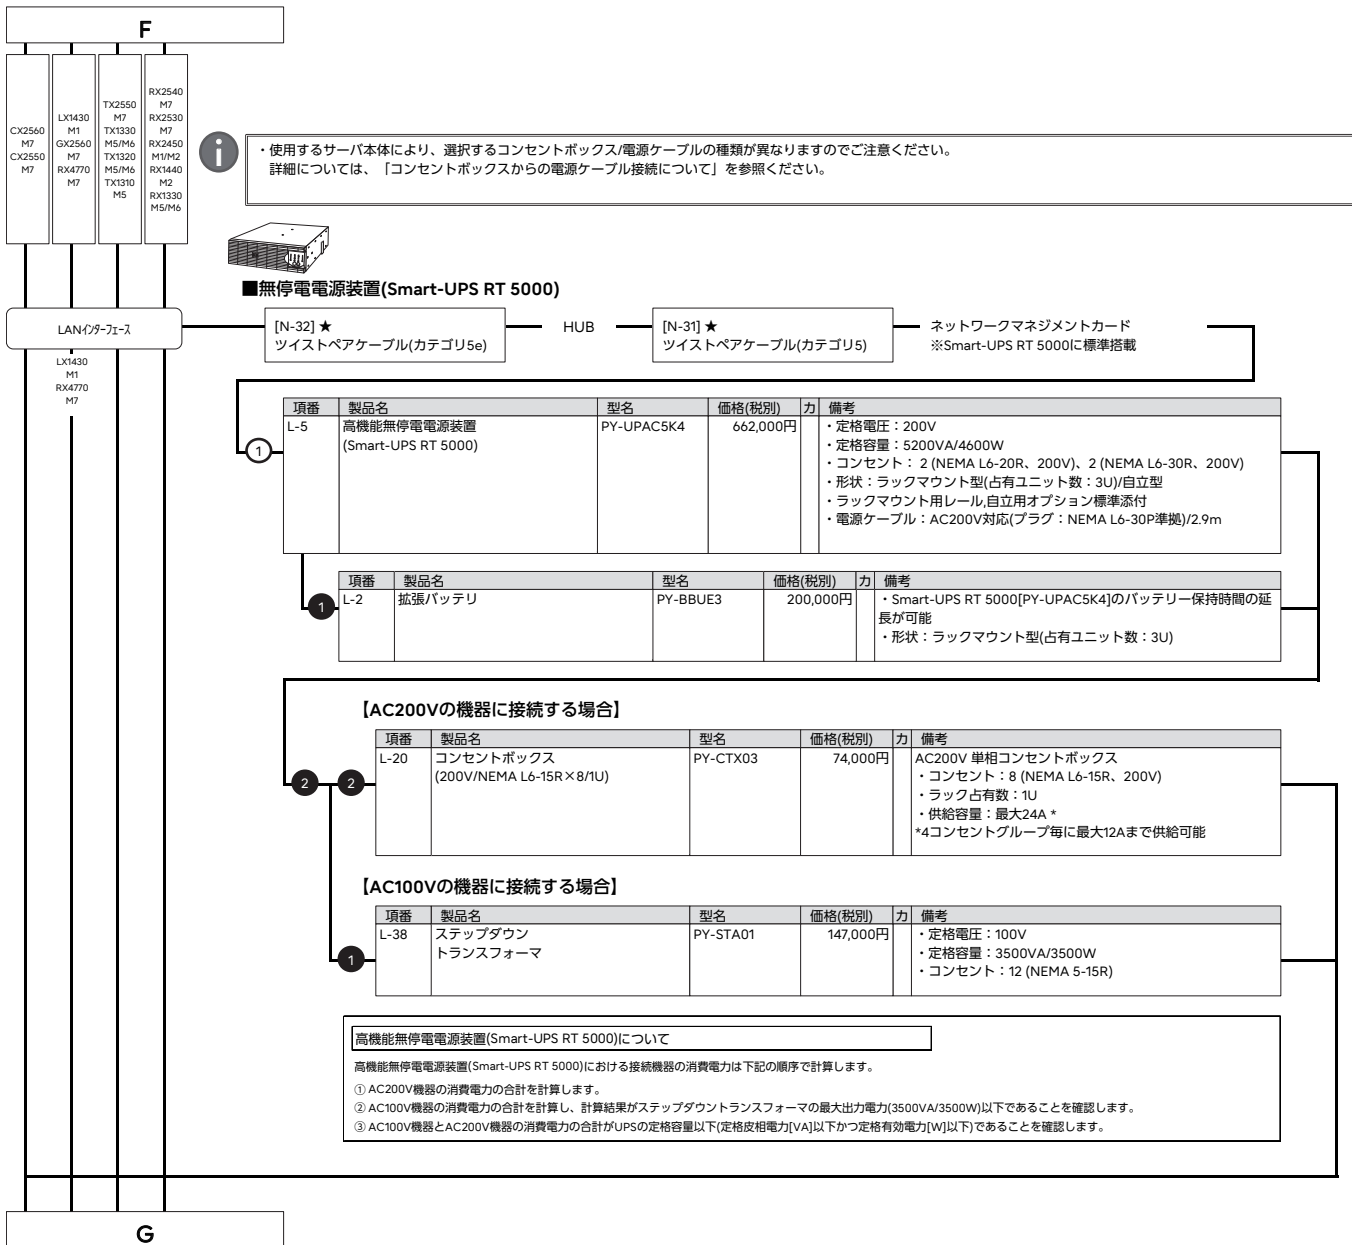 F
CX2560
M7
CX2550
M7
LX1430
M1
GX2560
M7
RX4770
M7
TX2550
M7
TX1330
M5/M6
TX1320
M5/M6
TX1310
M5
RX2540
M7
RX2530
M7
RX2450
M1/M2
RX1440
M2
RX1330
M5/M6
i
・使用するサーバ本体により、選択するコンセントボックス/電源ケーブルの種類が異なりますのでご注意ください。
詳細については、「コンセントボックスからの電源ケーブル接続について」を参照ください。
■無停電電源装置(Smart-UPS RT 5000)
LANインターフェース
[N-32] ★
ツイストペアケーブル(カテゴリ5e)
HUB
[N-31] ★
ツイストペアケーブル(カテゴリ5)
ネットワークマネジメントカード
※Smart-UPS RT 5000に標準搭載
LX1430
M1
RX4770
M7
1
項番 製品名 型名 価格(税別) カ 備考
L-5 高機能無停電電源装置 PY-UPAC5K4 662,000円 ・定格電圧：200V
(Smart-UPS RT 5000) ・定格容量：5200VA/4600W
・コンセント： 2 (NEMA L6-20R、200V)、2 (NEMA L6-30R、200V)
・形状：ラックマウント型(占有ユニット数：3U)/自立型
・ラックマウント用レール,自立用オプション標準添付
・電源ケーブル：AC200V対応(プラグ：NEMA L6-30P準拠)/2.9m
1
項番 製品名 型名 価格(税別) カ 備考
L-2 拡張バッテリ PY-BBUE3 200,000円 ・Smart-UPS RT 5000[PY-UPAC5K4]のバッテリー保持時間の延
長が可能
・形状：ラックマウント型(占有ユニット数：3U)
【AC200Vの機器に接続する場合】
2 2
項番 製品名 型名 価格(税別) カ 備考
L-20 コンセントボックス PY-CTX03 74,000円 AC200V 単相コンセントボックス
(200V/NEMA L6-15R×8/1U) ・コンセント：8 (NEMA L6-15R、200V)
・ラック占有数：1U
・供給容量：最大24A *
*4コンセントグループ毎に最大12Aまで供給可能
【AC100Vの機器に接続する場合】
1
項番 製品名 型名 価格(税別) カ 備考
L-38 ステップダウン PY-STA01 147,000円 ・定格電圧：100V
トランスフォーマ ・定格容量：3500VA/3500W
・コンセント：12 (NEMA 5-15R)
高機能無停電電源装置(Smart-UPS RT 5000)について
高機能無停電電源装置(Smart-UPS RT 5000)における接続機器の消費電力は下記の順序で計算します。
① AC200V機器の消費電力の合計を計算します。
② AC100V機器の消費電力の合計を計算し、計算結果がステップダウントランスフォーマの最大出力電力(3500VA/3500W)以下であることを確認します。
③ AC100V機器とAC200V機器の消費電力の合計がUPSの定格容量以下(定格皮相電力[VA]以下かつ定格有効電力[W]以下)であることを確認します。
G